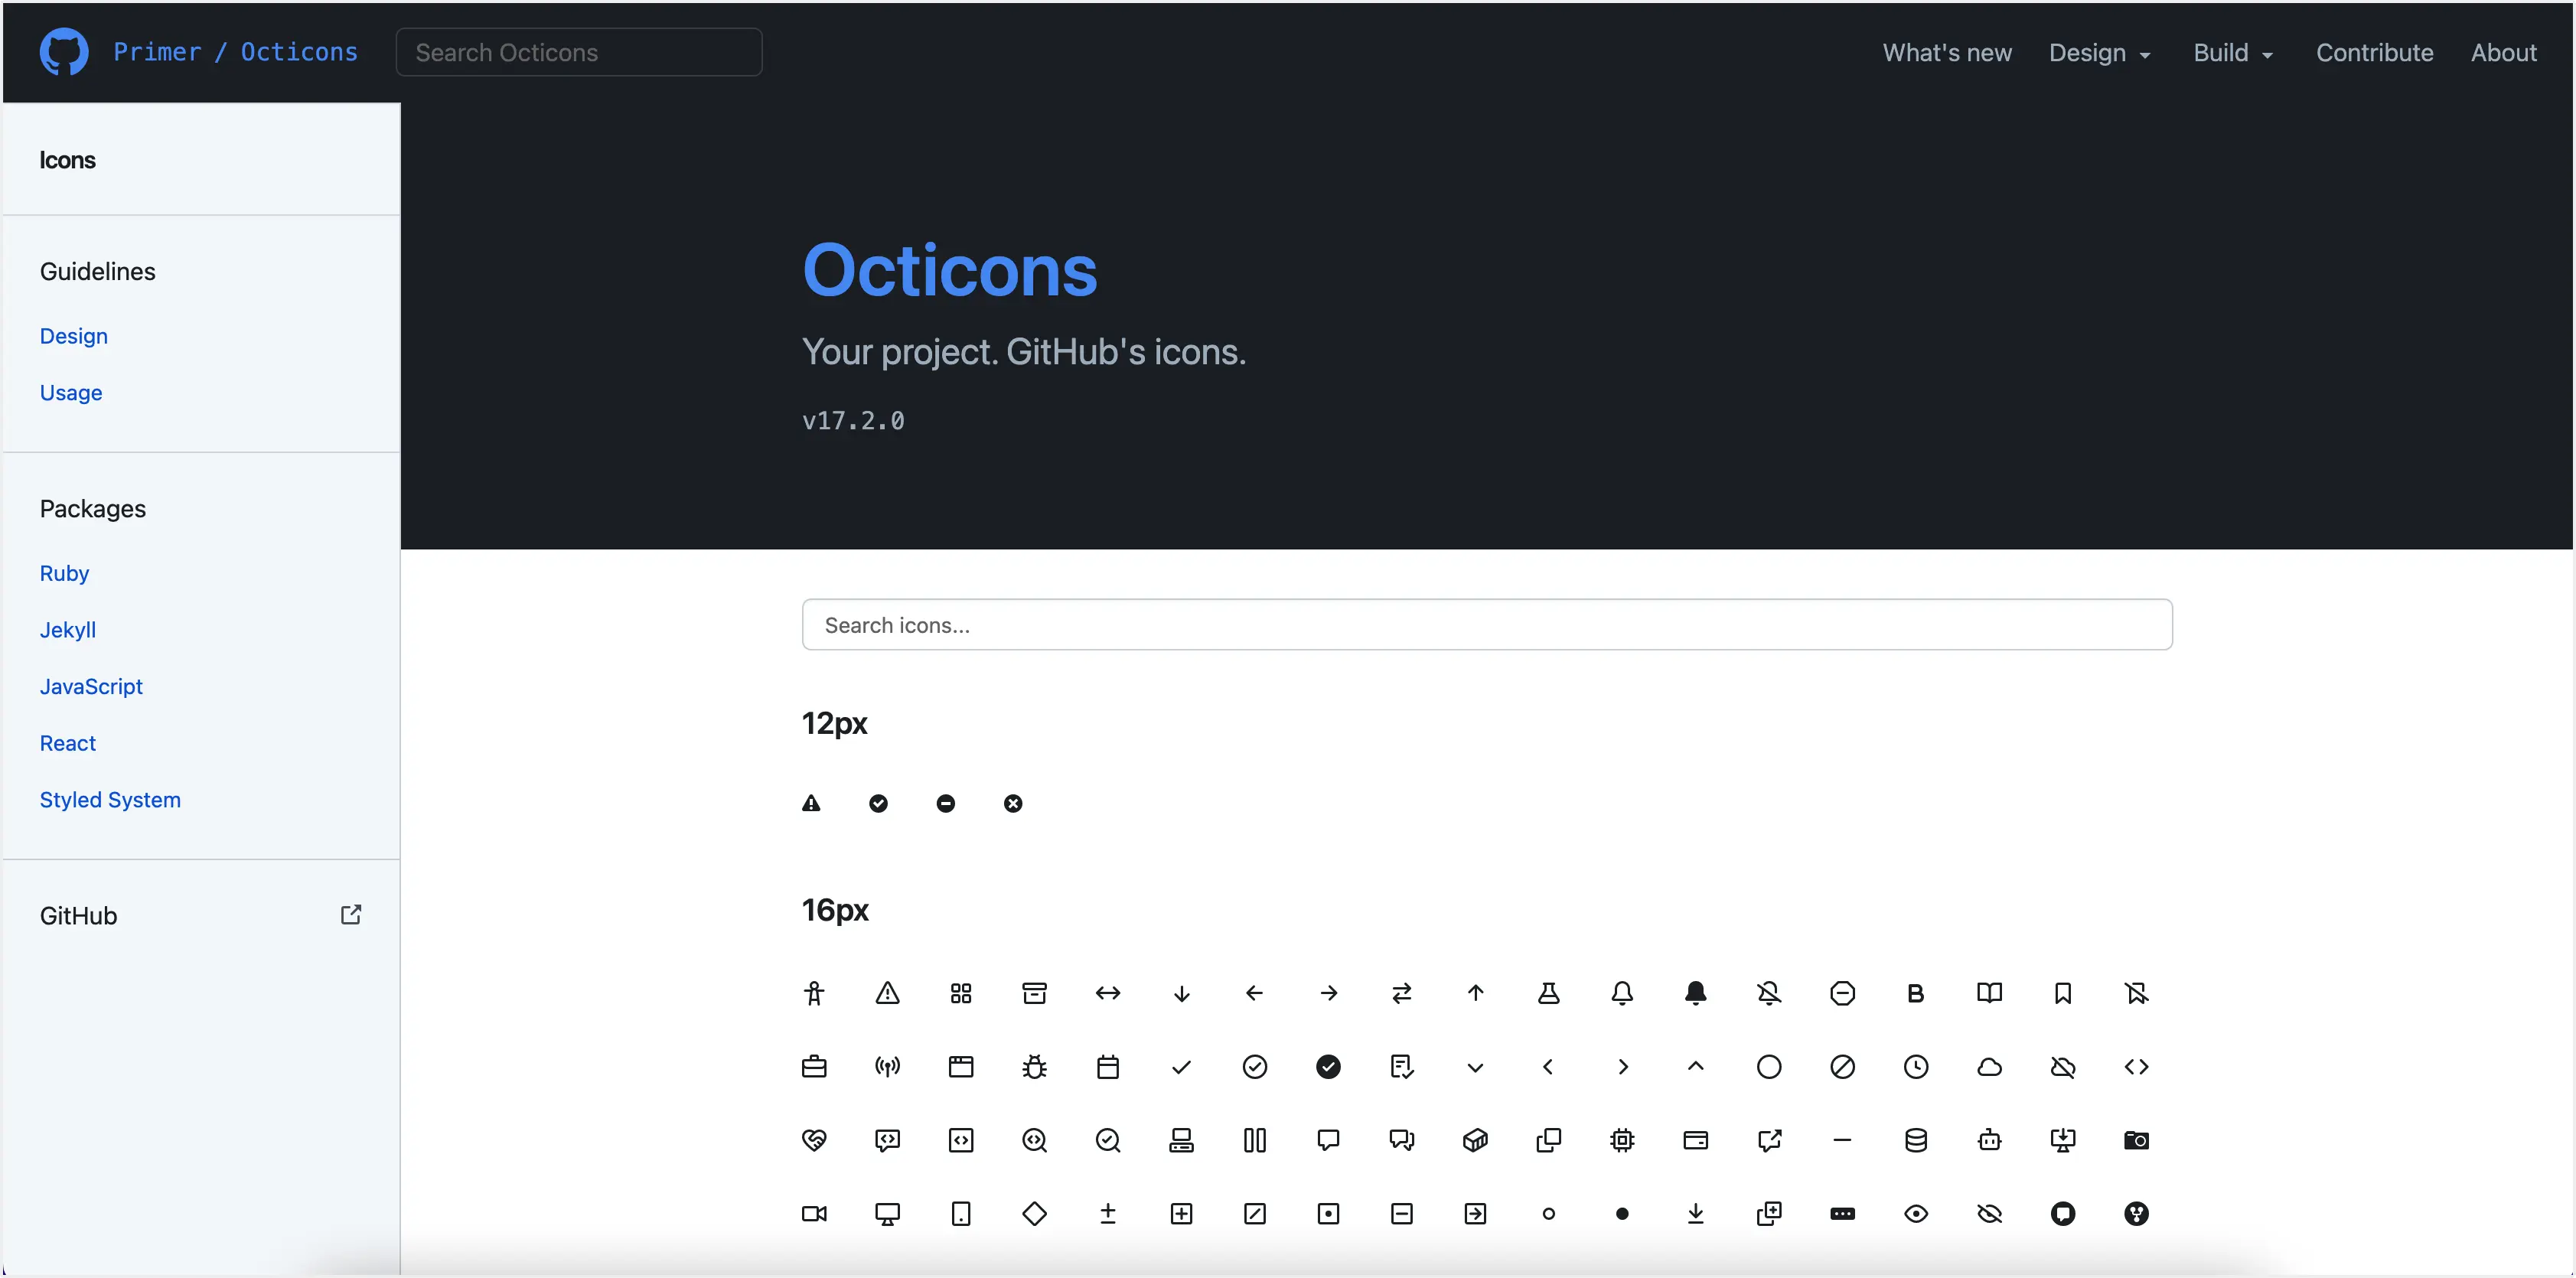 Primer / Octicons
Search Octicons
What's new
Design
Build
Contribute
About
Icons
Guidelines
Design
Usage
Packages
Ruby
Jekyll
JavaScript
React
Styled System
GitHub
Octicons
Your project. GitHub's icons.
v17.2.0
Search icons...
12px
16px